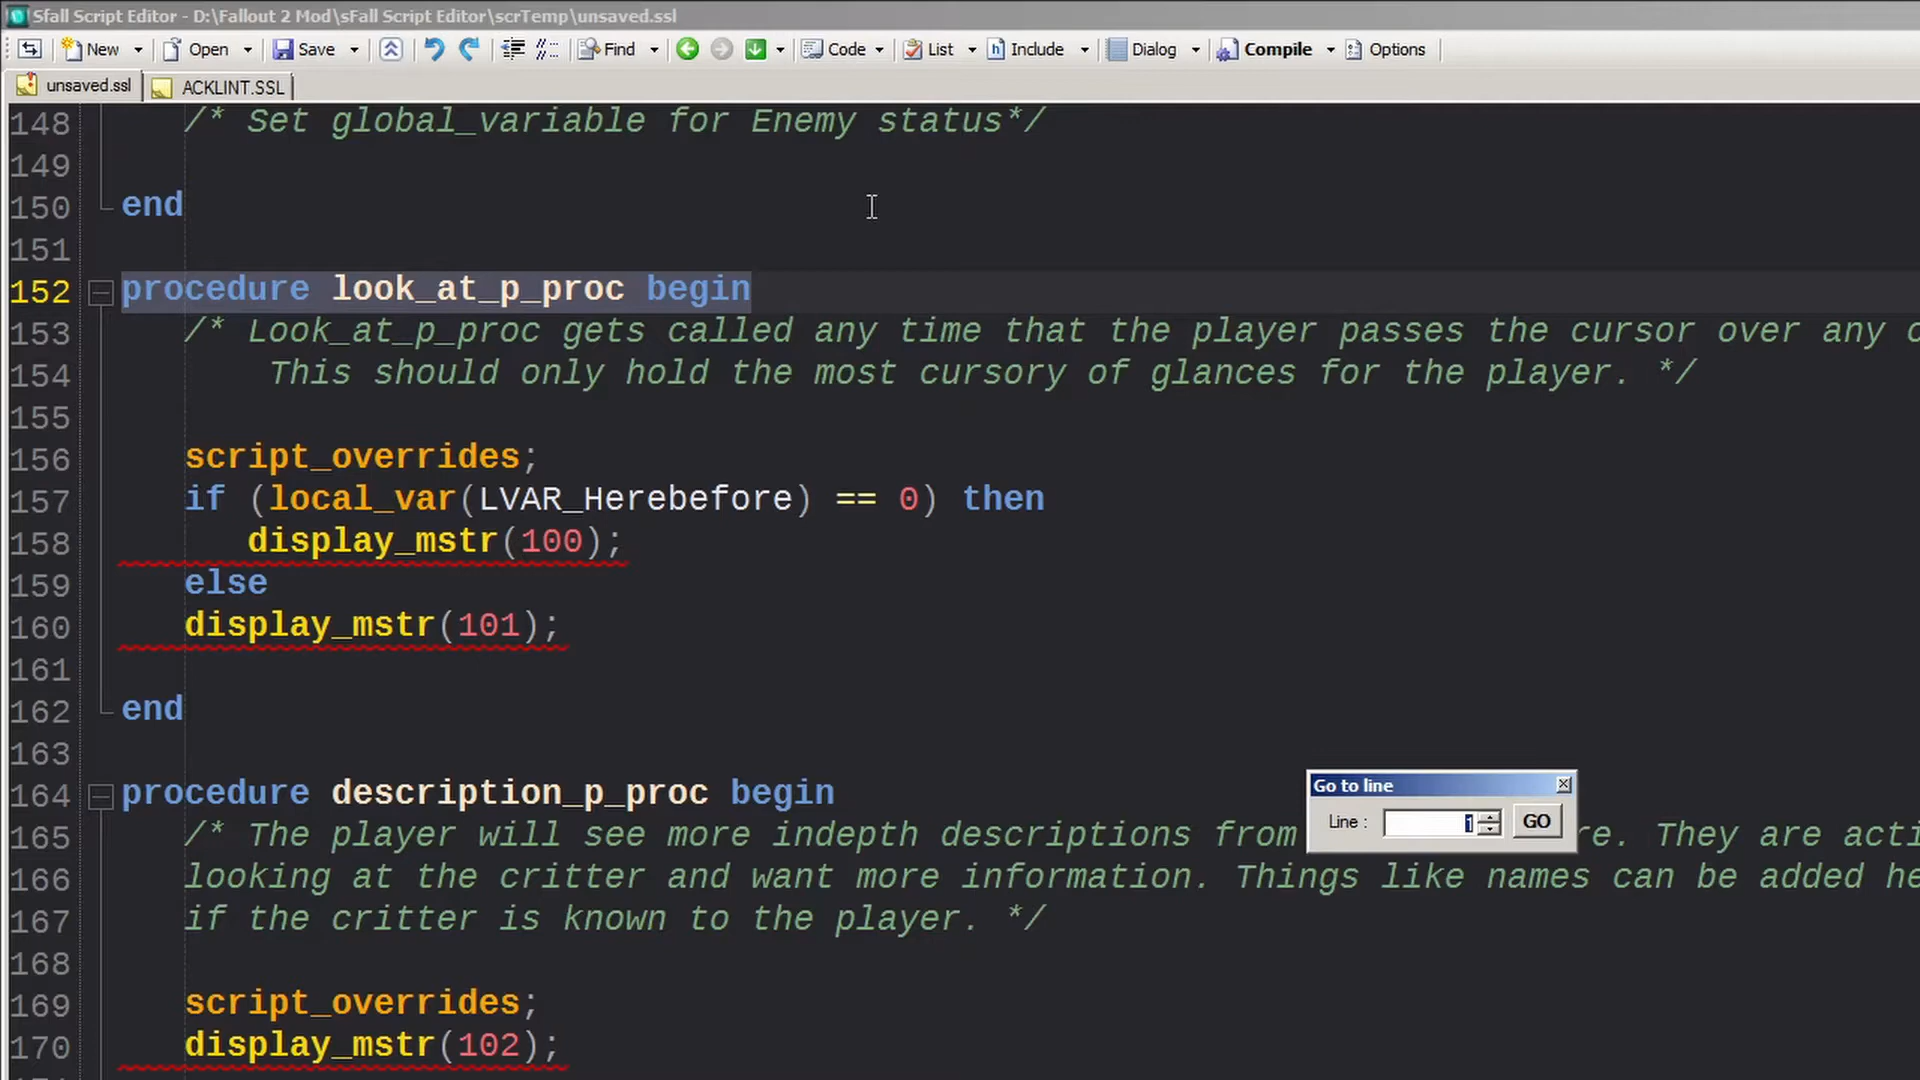 Sfall Script Editor - D:\Fallout 2 Mod\sFall Script Editor\scrTemp\unsaved.ssl
New Open Save Find Code List Include Dialog Compile Options
unsaved.ssl ACKLINT.SSL
148 /* Set global_variable for Enemy status*/
149
150 end
151
152 procedure look_at_p_proc begin
153 /* Look_at_p_proc gets called any time that the player passes the cursor over any
154 This should only hold the most cursory of glances for the player. */
155
156 script_overrides;
157 if (local_var(LVAR_Herebefore) == 0) then
158 display_mstr(100);
159 else
160 display_mstr(101);
161
162 end
163
164 procedure description_p_proc begin
Go to line
Line : 1 GO
165 /* The player will see more indepth descriptions from re. They are acti
166 looking at the critter and want more information. Things like names can be added he
167 if the critter is known to the player. */
168
169 script_overrides;
170 display_mstr(102);